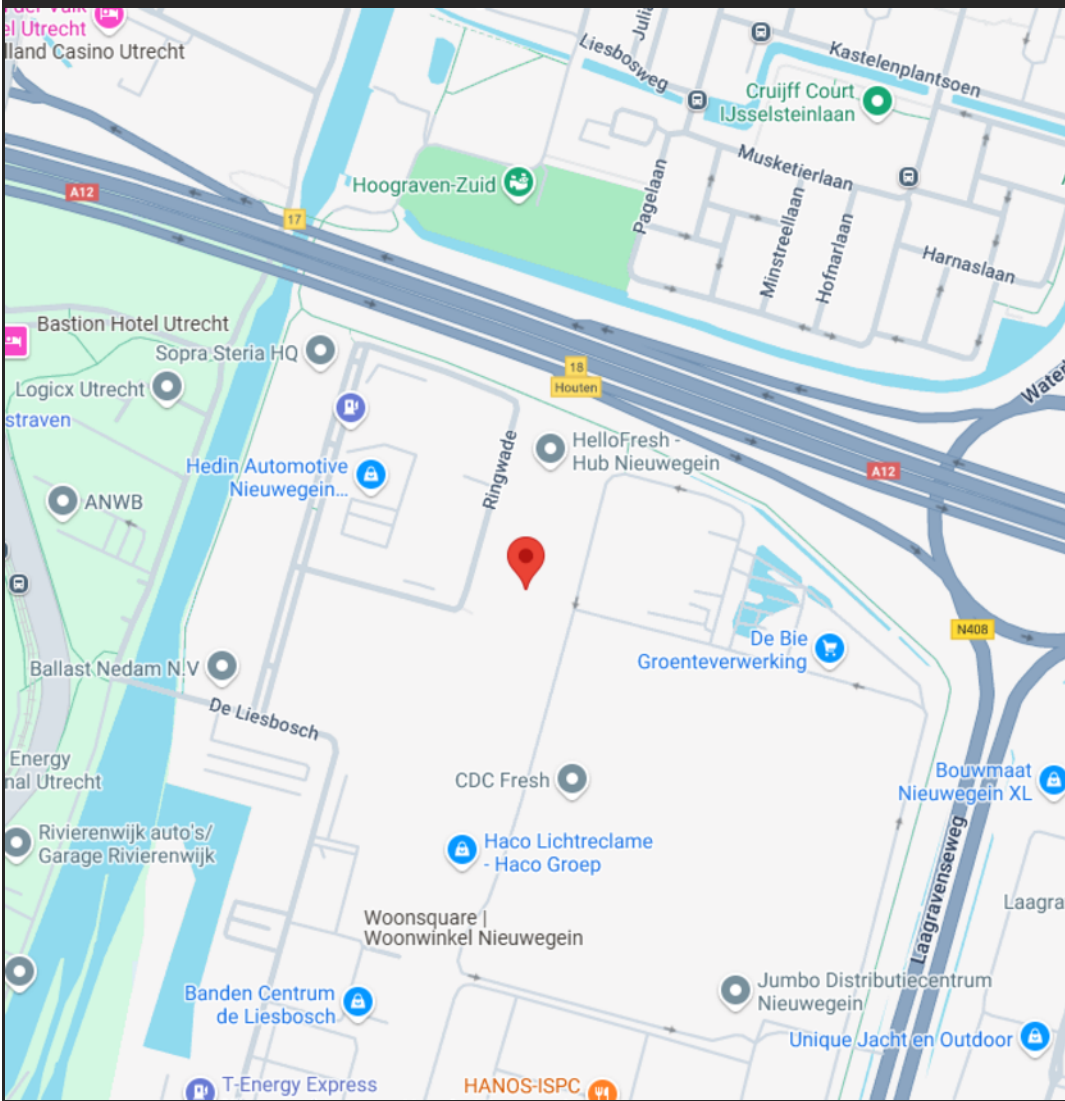 el Utrecht
lland Casino Utrecht
Liesbosweg
Kastelenplantsoen
Cruijff Court
IJsselsteinlaan
Musketierlaan
Hoograven-Zuid
Pagelaan
Minstreellaan
Hofnarlaan
Harnaslaan
A12
17
Bastion Hotel Utrecht
Sopra Steria HQ
Logicx Utrecht
straven
18
Houten
Ringwade
HelloFresh -
Hub Nieuwegein
A12
Hedin Automotive
Nieuwegein...
ANWB
N408
De Bie
Groenteverwerking
Ballast Nedam N.V
De Liesbosch
Energy
nal Utrecht
CDC Fresh
Bouwmaat
Nieuwegein XL
Rivierenwijk auto's/
Garage Rivierenwijk
Haco Lichtreclame
- Haco Groep
Laagravenseweg
Laagra
Woonsquare |
Woonwinkel Nieuwegein
Jumbo Distributiecentrum
Nieuwegein
Banden Centrum
de Liesbosch
Unique Jacht en Outdoor
T-Energy Express
HANOS-ISPC